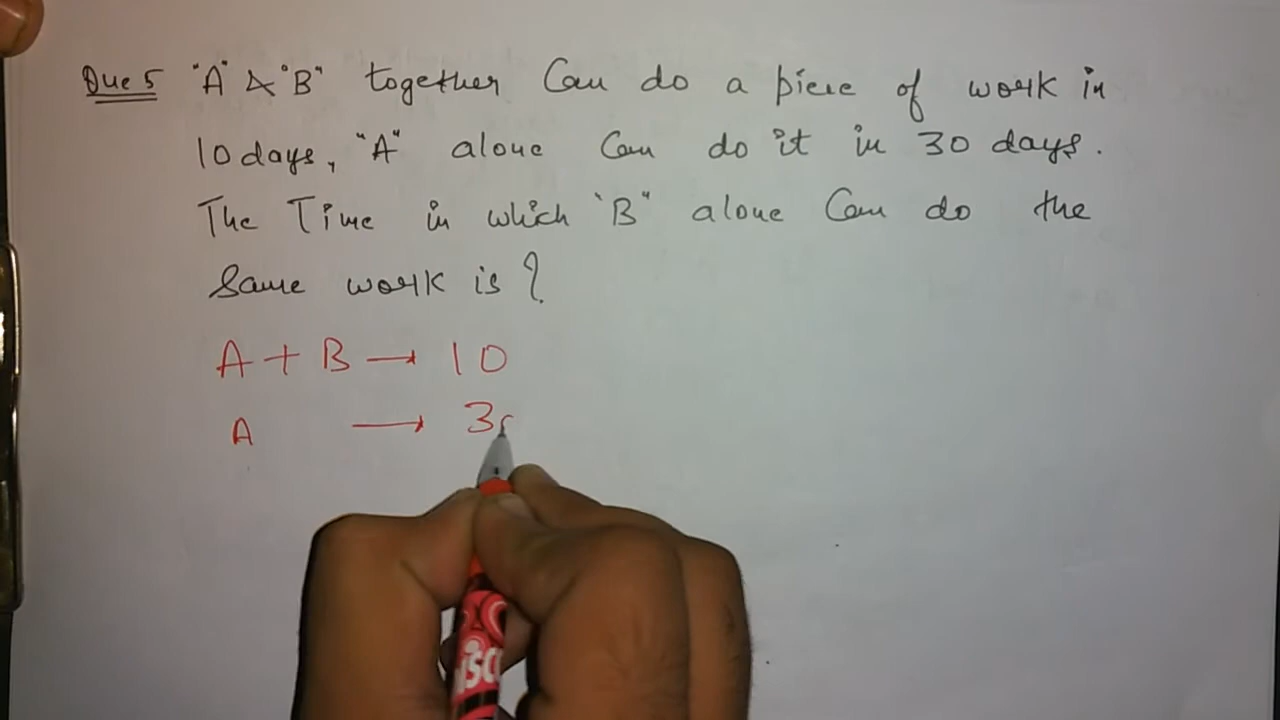 Que 5 "A" & "B" together Can do a piece of work in
10 days, "A" alone Can do it in 30 days.
The Time in which "B" alone Can do the
Same work is ?
A + B → 10
A → 30